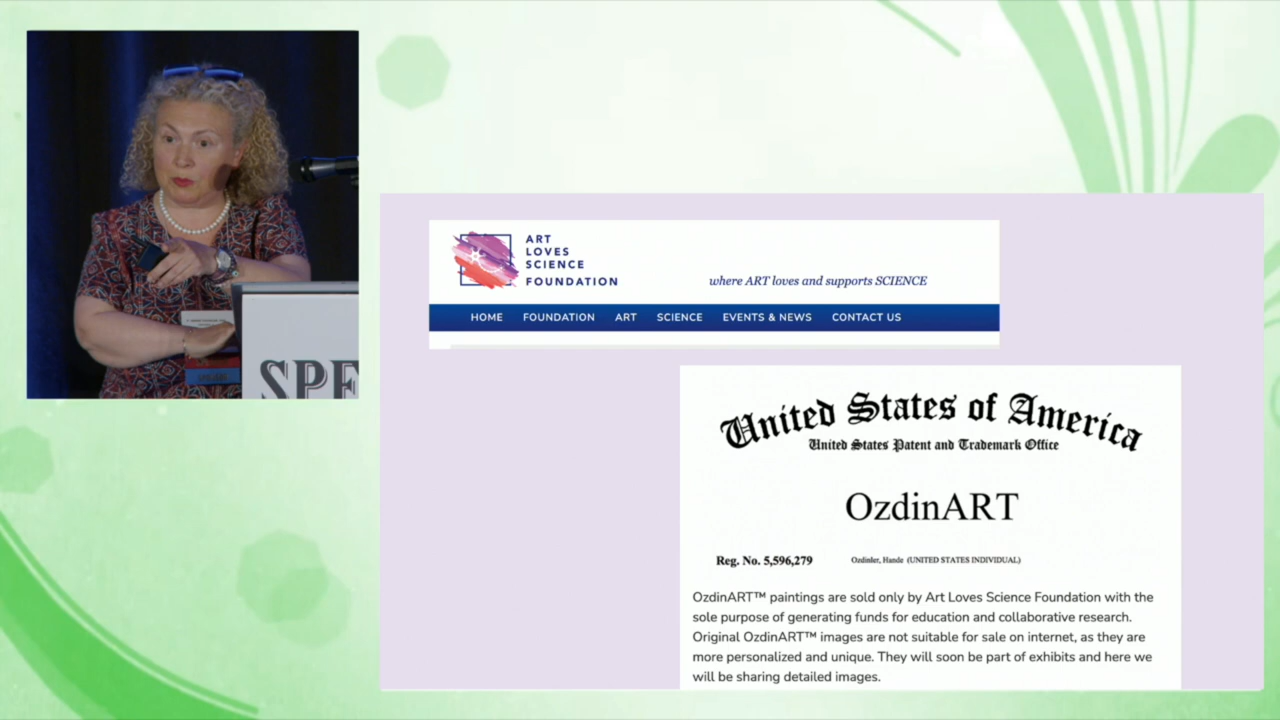 SPE
ART
LOVES
SCIENCE
FOUNDATION
where ART loves and supports SCIENCE
HOME FOUNDATION ART SCIENCE EVENTS & NEWS CONTACT US
United States of America
United States Patent and Trademark Office
OzdinART
Reg. No. 5,596,279 Ozdinler, Hande (UNITED STATES INDIVIDUAL)
OzdinART™ paintings are sold only by Art Loves Science Foundation with the
sole purpose of generating funds for education and collaborative research.
Original OzdinART™ images are not suitable for sale on internet, as they are
more personalized and unique. They will soon be part of exhibits and here we
will be sharing detailed images.